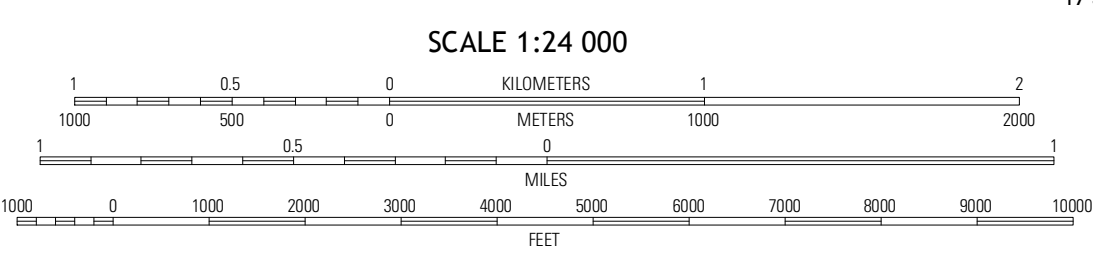 SCALE 1:24 000
1 0.5 0 KILOMETERS 1 2
1000 500 0 METERS 1000 2000
1 0.5 0 1
MILES
1000 0 1000 2000 3000 4000 5000 6000 7000 8000 9000 10000
FEET